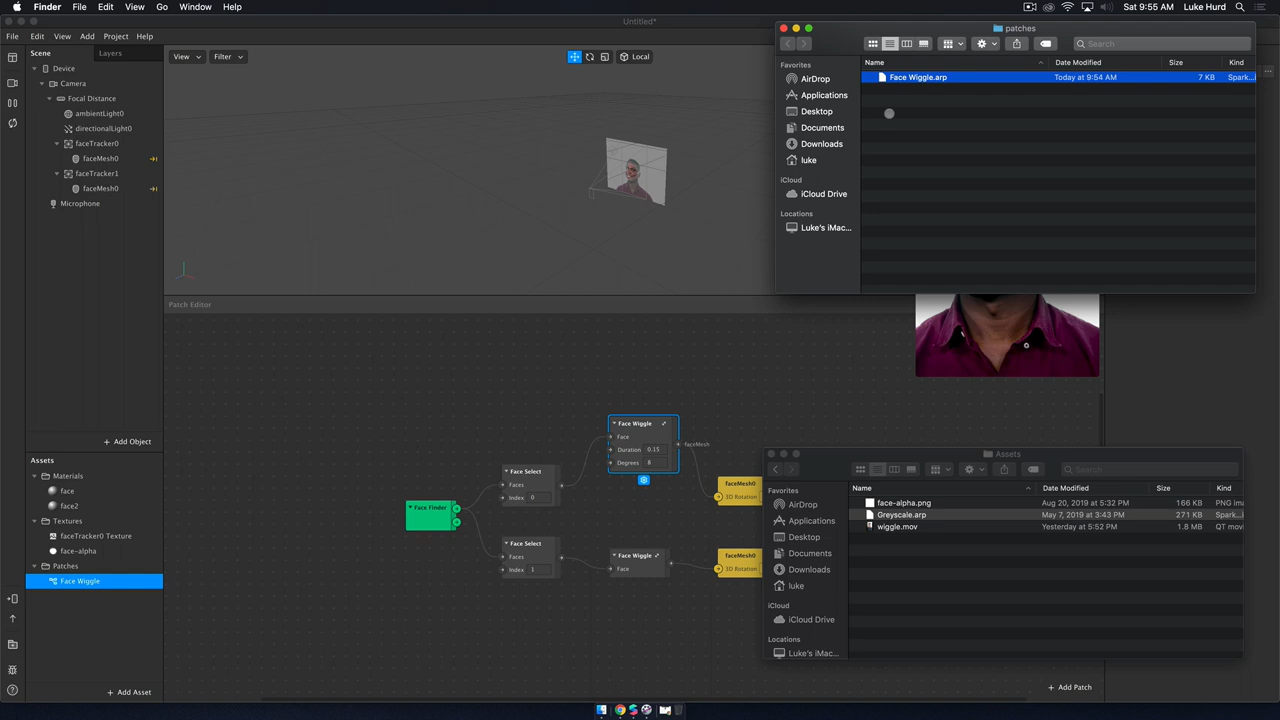 Finder File Edit View Go Window Help
Sat 9:55 AM Luke Hurd
Untitled*
File Edit View Add Project Help
Scene Layers
View Filter Local
Device
Camera
Focal Distance
ambientLight0
directionalLight0
faceTracker0
faceMesh0
faceTracker1
faceMesh0
Microphone
Add Object
patches
Search
Favorites
AirDrop
Applications
Desktop
Documents
Downloads
luke
iCloud
iCloud Drive
Locations
Luke's iMac...
Name Date Modified Size Kind
Face Wiggle.arp Today at 9:54 AM 7 KB Spark...
Patch Editor
Face Finder
Face Select
Faces
Index 0
Face Select
Faces
Index 1
Face Wiggle
Face
Duration 0.15
Degrees 8
faceMesh
Face Wiggle
Face
faceMesh0
3D Rotation
faceMesh0
3D Rotation
Assets
Materials
face
face2
Textures
faceTracker0 Texture
face-alpha
Patches
Face Wiggle
Add Asset
Assets
Search
Favorites
AirDrop
Applications
Desktop
Documents
Downloads
luke
iCloud
iCloud Drive
Locations
Luke's iMac...
Name Date Modified Size Kind
face-alpha.png Aug 20, 2019 at 5:32 PM 166 KB PNG ima
Greyscale.arp May 7, 2019 at 3:43 PM 271 KB Spark...
wiggle.mov Yesterday at 5:52 PM 1.8 MB QT movi
Add Patch